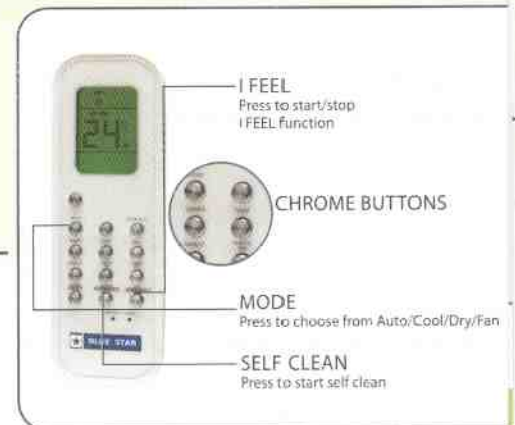 I FEEL
Press to start/stop
I FEEL function
24
CHROME BUTTONS
MODE
Press to choose from Auto/Cool/Dry/Fan
BLUE STAR
SELF CLEAN
Press to start self clean